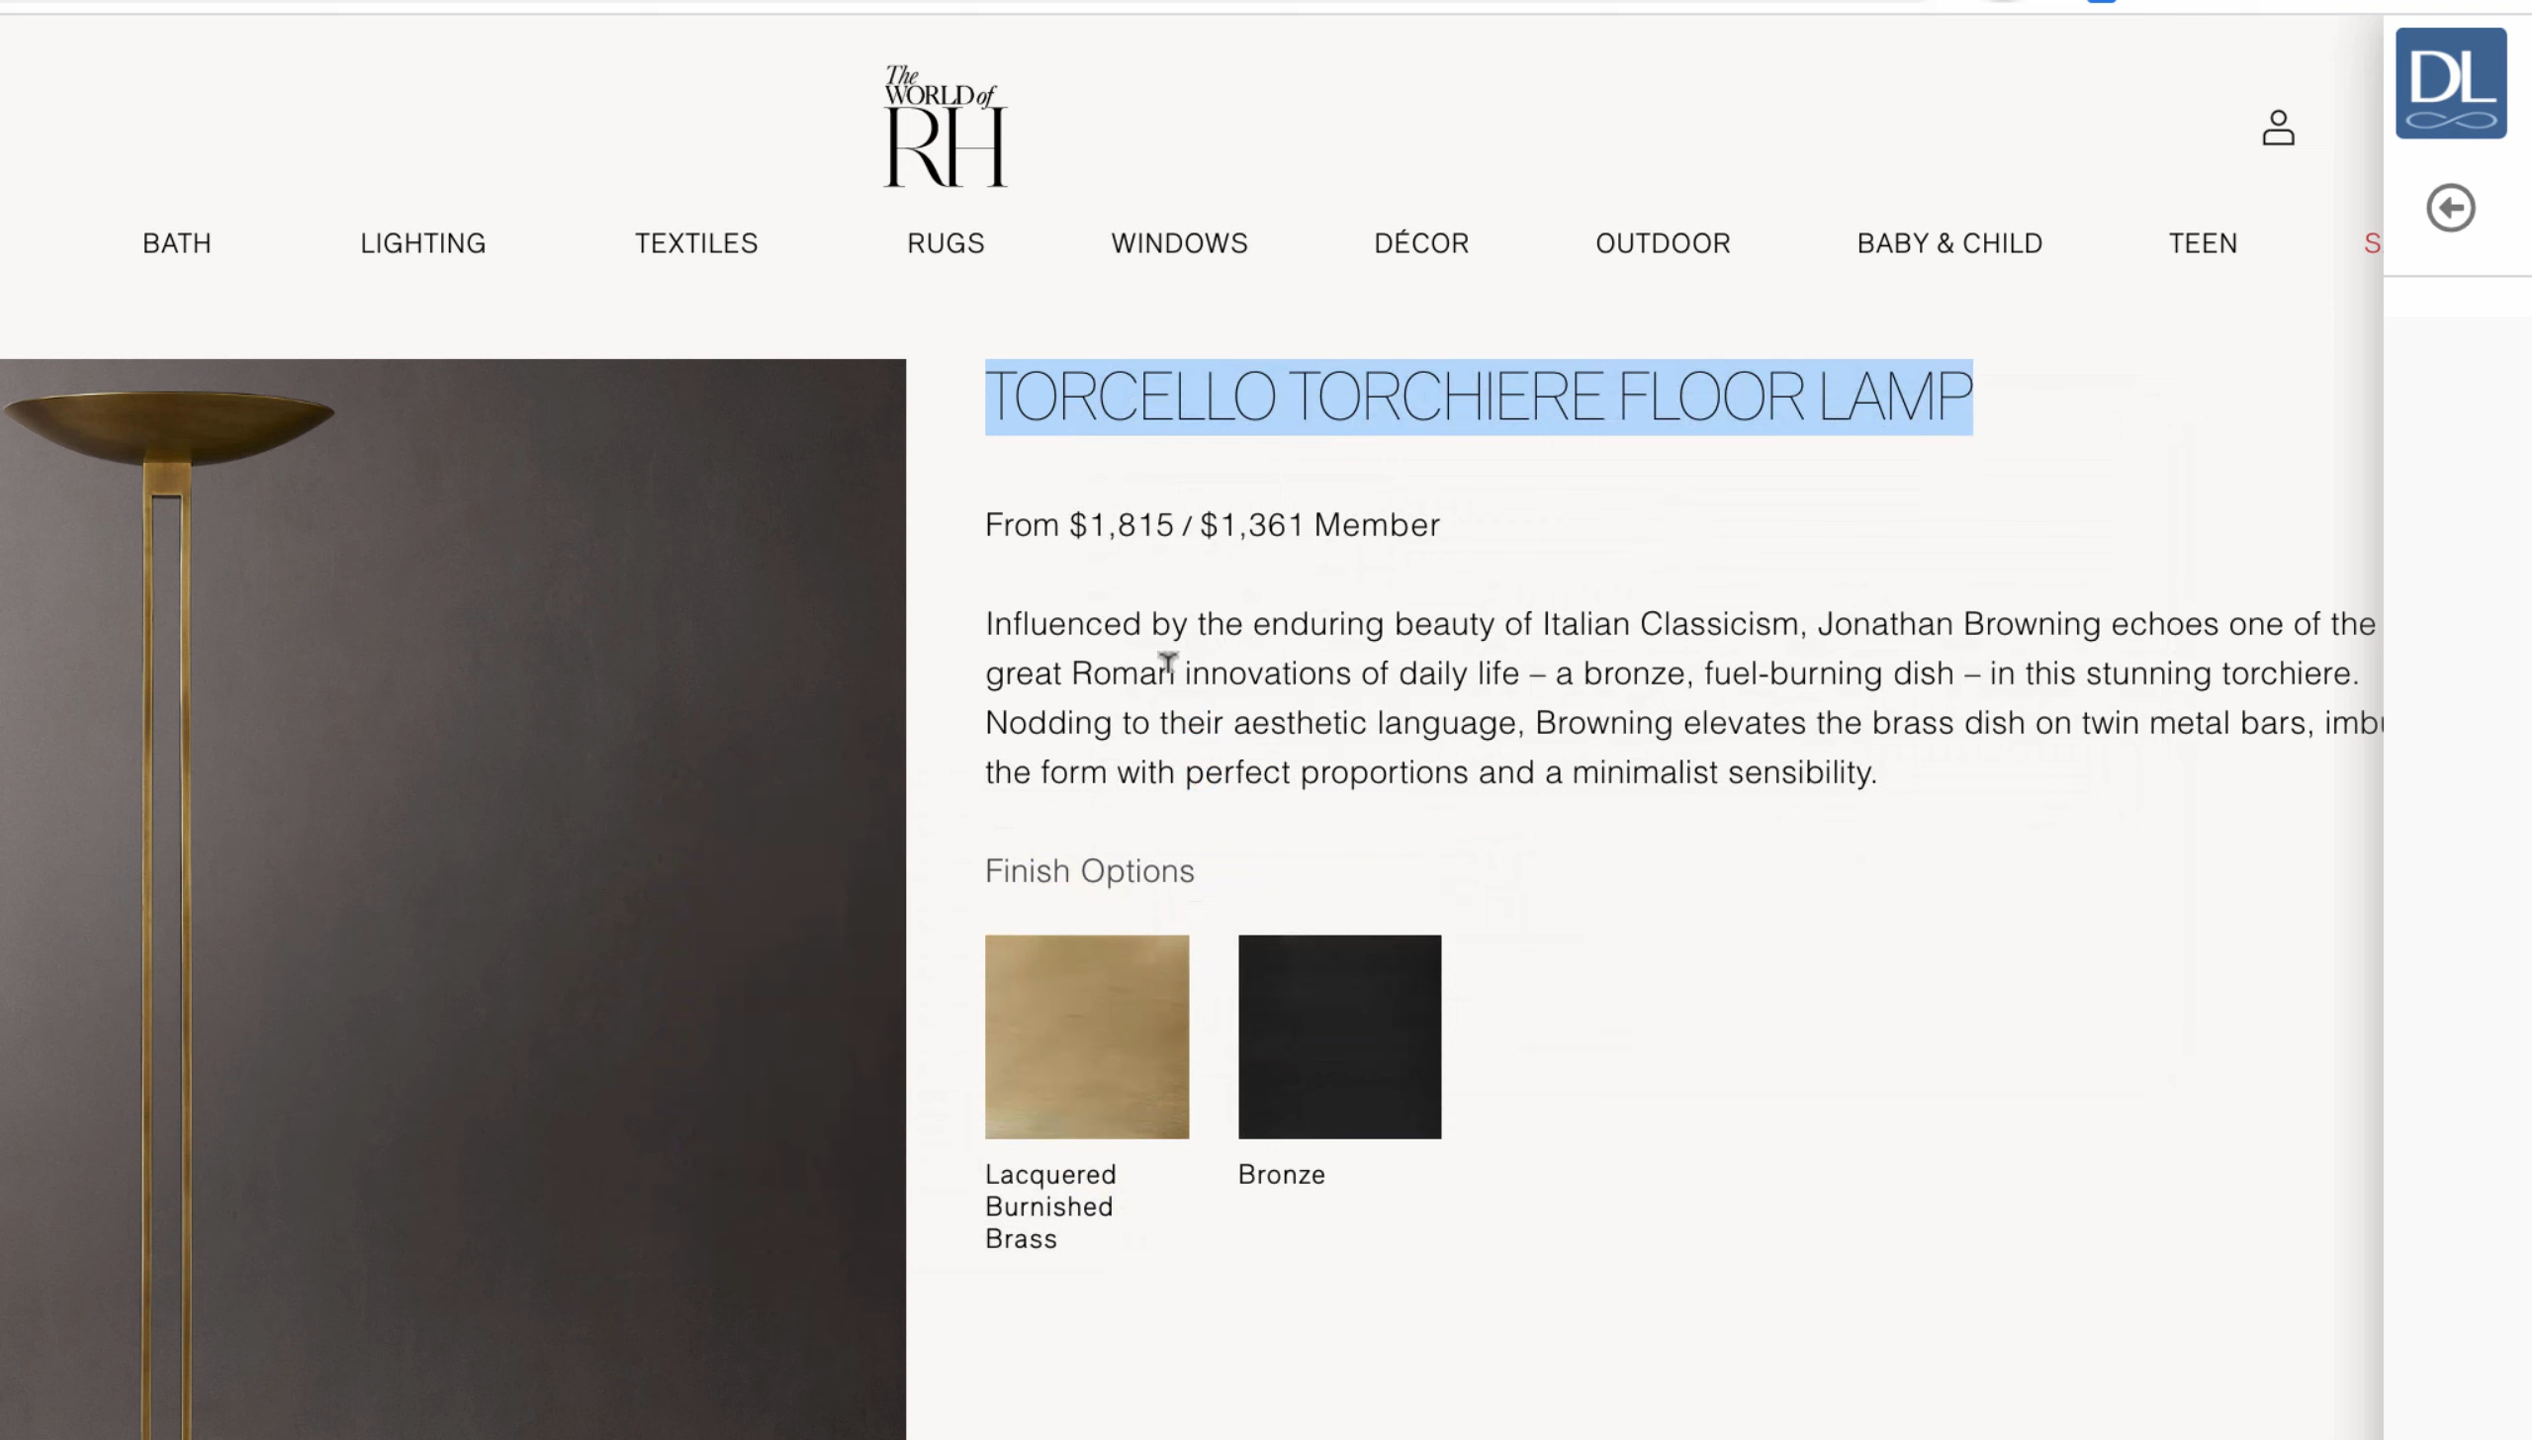 The
WORLD of
RH
DL
BATH LIGHTING TEXTILES RUGS WINDOWS DÉCOR OUTDOOR BABY & CHILD TEEN
TORCELLO TORCHIERE FLOOR LAMP
From $1,815 / $1,361 Member
Influenced by the enduring beauty of Italian Classicism, Jonathan Browning echoes one of the
great Roman innovations of daily life – a bronze, fuel-burning dish – in this stunning torchiere.
Nodding to their aesthetic language, Browning elevates the brass dish on twin metal bars,
the form with perfect proportions and a minimalist sensibility.
Finish Options
Lacquered
Burnished
Brass
Bronze